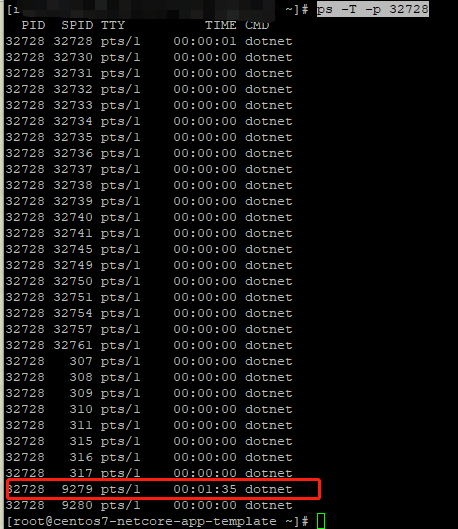 ~]# ps -T -p 32728
PID SPID TTY TIME CMD
32728 32728 pts/1 00:00:01 dotnet
32728 32730 pts/1 00:00:00 dotnet
32728 32731 pts/1 00:00:00 dotnet
32728 32732 pts/1 00:00:00 dotnet
32728 32733 pts/1 00:00:00 dotnet
32728 32734 pts/1 00:00:00 dotnet
32728 32735 pts/1 00:00:00 dotnet
32728 32736 pts/1 00:00:00 dotnet
32728 32737 pts/1 00:00:00 dotnet
32728 32738 pts/1 00:00:00 dotnet
32728 32739 pts/1 00:00:00 dotnet
32728 32740 pts/1 00:00:00 dotnet
32728 32741 pts/1 00:00:00 dotnet
32728 32745 pts/1 00:00:00 dotnet
32728 32749 pts/1 00:00:00 dotnet
32728 32750 pts/1 00:00:00 dotnet
32728 32751 pts/1 00:00:00 dotnet
32728 32754 pts/1 00:00:00 dotnet
32728 32757 pts/1 00:00:00 dotnet
32728 32761 pts/1 00:00:00 dotnet
32728 307 pts/1 00:00:00 dotnet
32728 308 pts/1 00:00:00 dotnet
32728 309 pts/1 00:00:00 dotnet
32728 310 pts/1 00:00:00 dotnet
32728 311 pts/1 00:00:00 dotnet
32728 315 pts/1 00:00:00 dotnet
32728 316 pts/1 00:00:00 dotnet
32728 317 pts/1 00:00:00 dotnet
32728 9279 pts/1 00:01:35 dotnet
32728 9280 pts/1 00:00:00 dotnet
[root@centos7-netcore-app-template ~]#